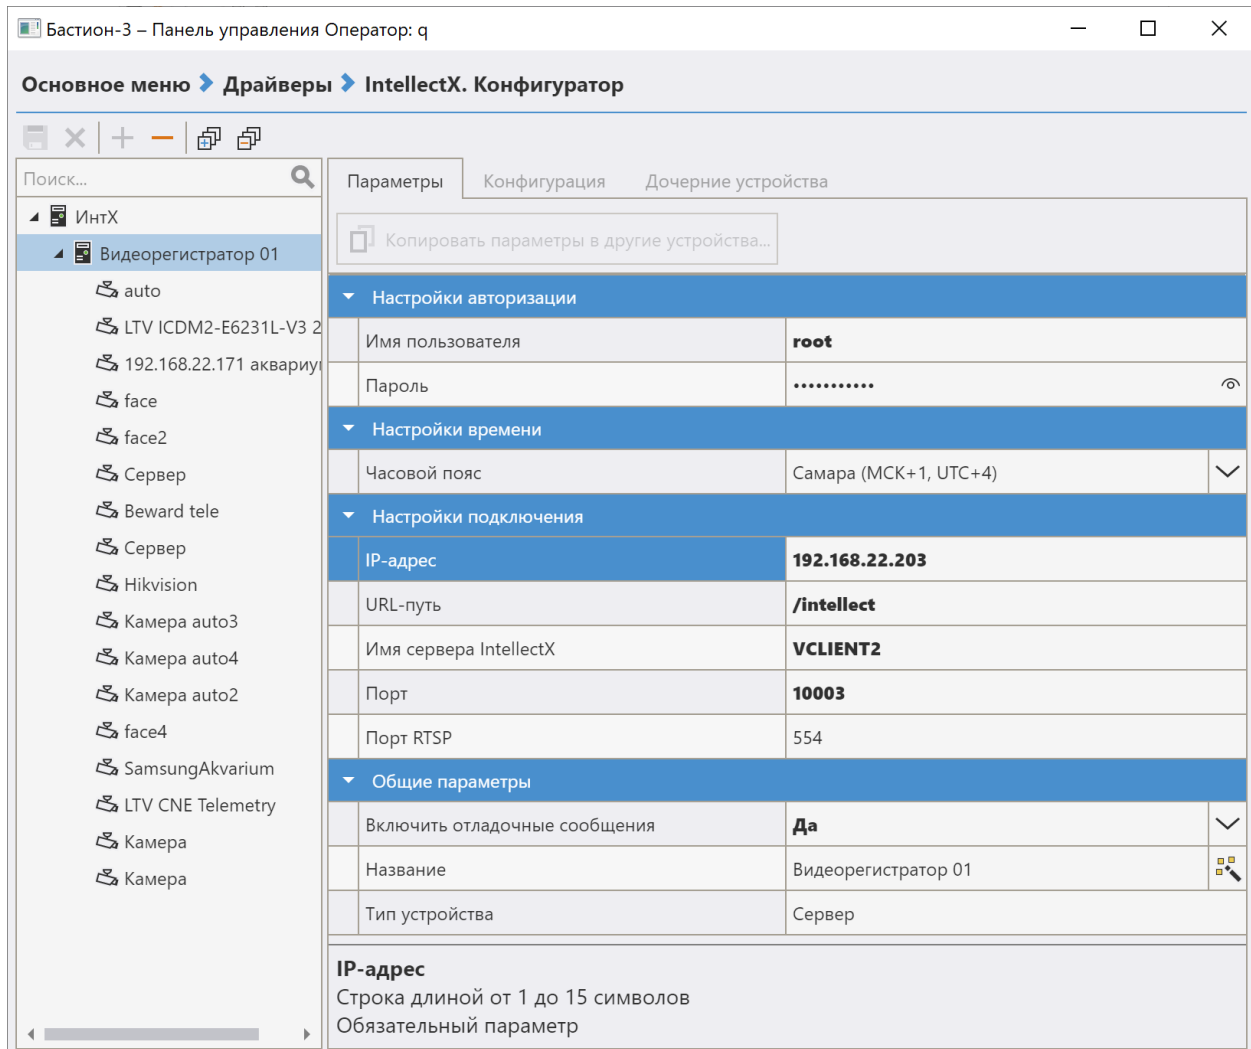 Бастион-3 – Панель управления Оператор: q
Основное меню Драйверы IntellectX. Конфигуратор
Поиск...
ИнтX
Видеорегистратор 01
auto
LTV ICDM2-E6231L-V3 2
192.168.22.171 аквариу
face
face2
Сервер
Beward tele
Сервер
Hikvision
Камера auto3
Камера auto4
Камера auto2
face4
SamsungAkvarium
LTV CNE Telemetry
Камера
Камера
Параметры Конфигурация Дочерние устройства
Копировать параметры в другие устройства...
Настройки авторизации
Имя пользователя root
Пароль •••••••••••
Настройки времени
Часовой пояс Самара (МСК+1, UTC+4)
Настройки подключения
IP-адрес 192.168.22.203
URL-путь /intellect
Имя сервера IntellectX VCLIENT2
Порт 10003
Порт RTSP 554
Общие параметры
Включить отладочные сообщения Да
Название Видеорегистратор 01
Тип устройства Сервер
IP-адрес
Строка длиной от 1 до 15 символов
Обязательный параметр